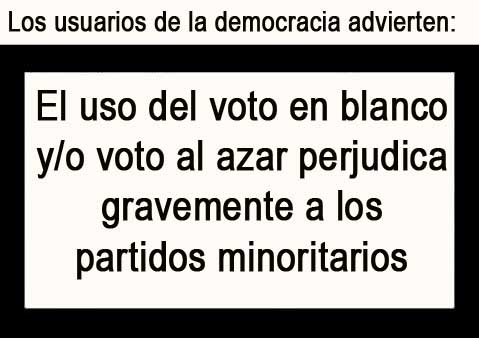 Los usuarios de la democracia advierten:
El uso del voto en blanco
y/o voto al azar perjudica
gravemente a los
partidos minoritarios